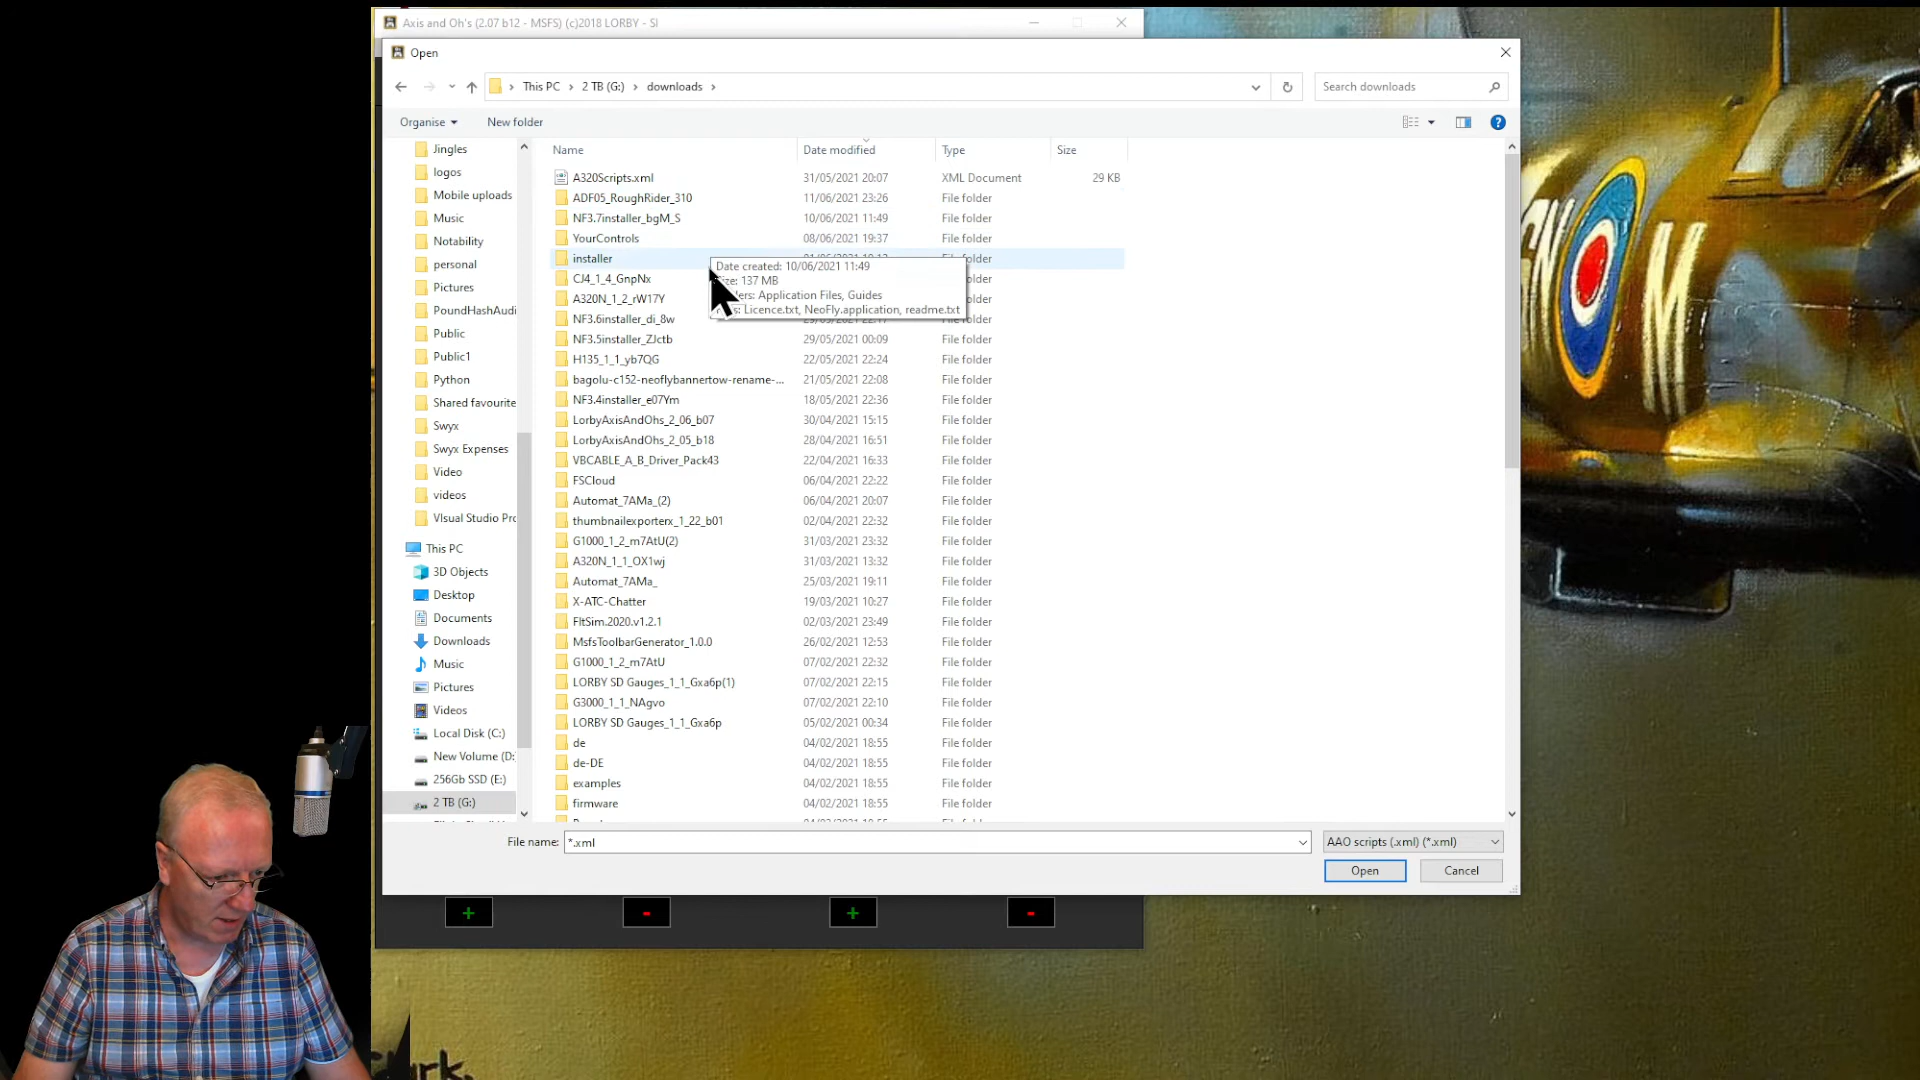 Axis and Oh's (2.07 b12 - MSFS) (c)2018 LORBY - SI
Open
This PC > 2 TB (G:) > downloads >
Search downloads
Organise
New folder
Jingles
logos
Mobile uploads
Music
Notability
personal
Pictures
PoundHashAudi
Public
Public1
Python
Shared favourite
Swyx
Swyx Expenses
Video
videos
VIsual Studio Pro
This PC
3D Objects
Desktop
Documents
Downloads
Music
Pictures
Videos
Local Disk (C:)
New Volume (D:
256Gb SSD (E:)
2 TB (G:)
Name Date modified Type Size
A320Scripts.xml 31/05/2021 20:07 XML Document 29 KB
ADF05_RoughRider_310 11/06/2021 23:26 File folder
NF3.7installer_bgM_S 10/06/2021 11:49 File folder
YourControls 08/06/2021 19:37 File folder
installer folder
Date created: 10/06/2021 11:49
Size: 137 MB
Application Files, Guides
Licence.txt, NeoFly.application, readme.txt
CJ4_1_4_GnpNx
A320N_1_2_rW17Y
NF3.6installer_di_8w
NF3.5installer_ZJctb 29/05/2021 00:09 File folder
H135_1_1_yb7QG 22/05/2021 22:24 File folder
bagolu-c152-neoflybannertow-rename-... 21/05/2021 22:08 File folder
NF3.4installer_e07Ym 18/05/2021 22:36 File folder
LorbyAxisAndOhs_2_06_b07 30/04/2021 15:15 File folder
LorbyAxisAndOhs_2_05_b18 28/04/2021 16:51 File folder
VBCABLE_A_B_Driver_Pack43 22/04/2021 16:33 File folder
FSCloud 06/04/2021 22:22 File folder
Automat_7AMa_(2) 06/04/2021 20:07 File folder
thumbnailexporterx_1_22_b01 02/04/2021 22:32 File folder
G1000_1_2_m7AtU(2) 31/03/2021 23:32 File folder
A320N_1_1_OX1wj 31/03/2021 13:32 File folder
Automat_7AMa_ 25/03/2021 19:11 File folder
X-ATC-Chatter 19/03/2021 10:27 File folder
FltSim.2020.v1.2.1 02/03/2021 23:49 File folder
MsfsToolbarGenerator_1.0.0 26/02/2021 12:53 File folder
G1000_1_2_m7AtU 07/02/2021 22:32 File folder
LORBY SD Gauges_1_1_Gxa6p(1) 07/02/2021 22:15 File folder
G3000_1_1_NAgvo 07/02/2021 22:10 File folder
LORBY SD Gauges_1_1_Gxa6p 05/02/2021 00:34 File folder
de 04/02/2021 18:55 File folder
de-DE 04/02/2021 18:55 File folder
examples 04/02/2021 18:55 File folder
firmware 04/02/2021 18:55 File folder
File name: *.xml
AAO scripts (.xml) (*.xml)
Open
Cancel
+ - + -